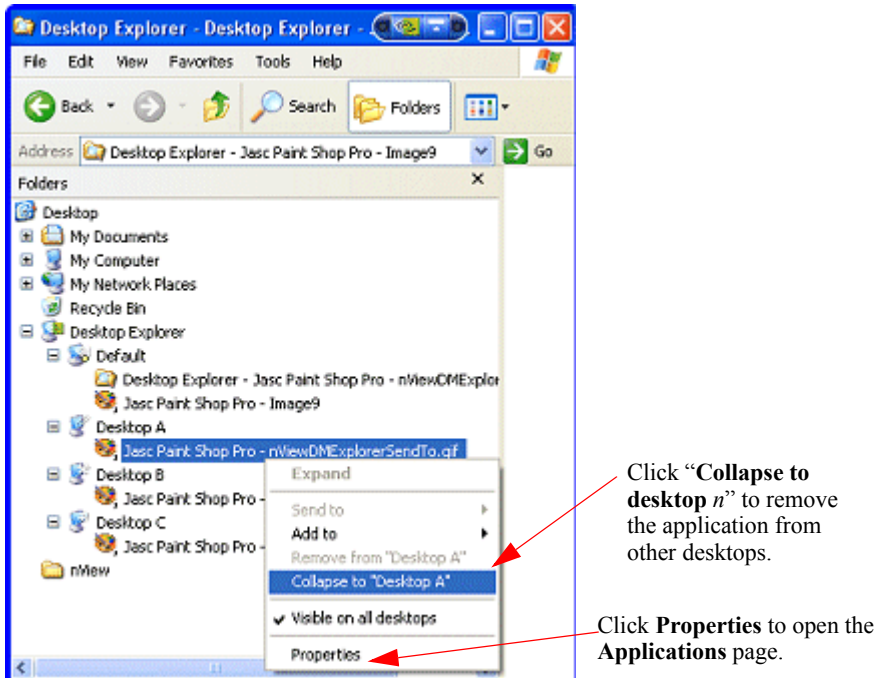 Desktop Explorer - Desktop Explorer -
File Edit View Favorites Tools Help
Back Search Folders
Address Desktop Explorer - Jasc Paint Shop Pro - Image9 Go
Folders
Desktop
My Documents
My Computer
My Network Places
Recycle Bin
Desktop Explorer
Default
Desktop Explorer - Jasc Paint Shop Pro - nViewDMExplor
Jasc Paint Shop Pro - Image9
Desktop A
Jasc Paint Shop Pro - nViewDMExplorerSendTo.gif
Desktop B
Jasc Paint Shop Pro -
Desktop C
Jasc Paint Shop Pro -
nView
Expand
Send to
Add to
Remove from "Desktop A"
Collapse to "Desktop A"
Visible on all desktops
Properties
Click “Collapse to
desktop n” to remove
the application from
other desktops.
Click Properties to open the
Applications page.